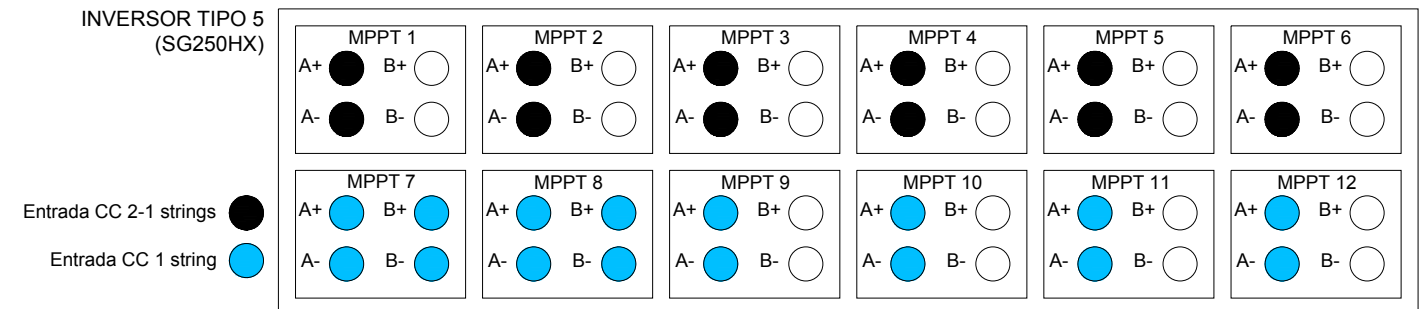 INVERSOR TIPO 5
(SG250HX)
MPPT 1 MPPT 2 MPPT 3 MPPT 4 MPPT 5 MPPT 6
A+ B+ A+ B+ A+ B+ A+ B+ A+ B+ A+ B+
A- B- A- B- A- B- A- B- A- B- A- B-
MPPT 7 MPPT 8 MPPT 9 MPPT 10 MPPT 11 MPPT 12
Entrada CC 2-1 strings A+ B+ A+ B+ A+ B+ A+ B+ A+ B+ A+ B+
Entrada CC 1 string A- B- A- B- A- B- A- B- A- B- A- B-